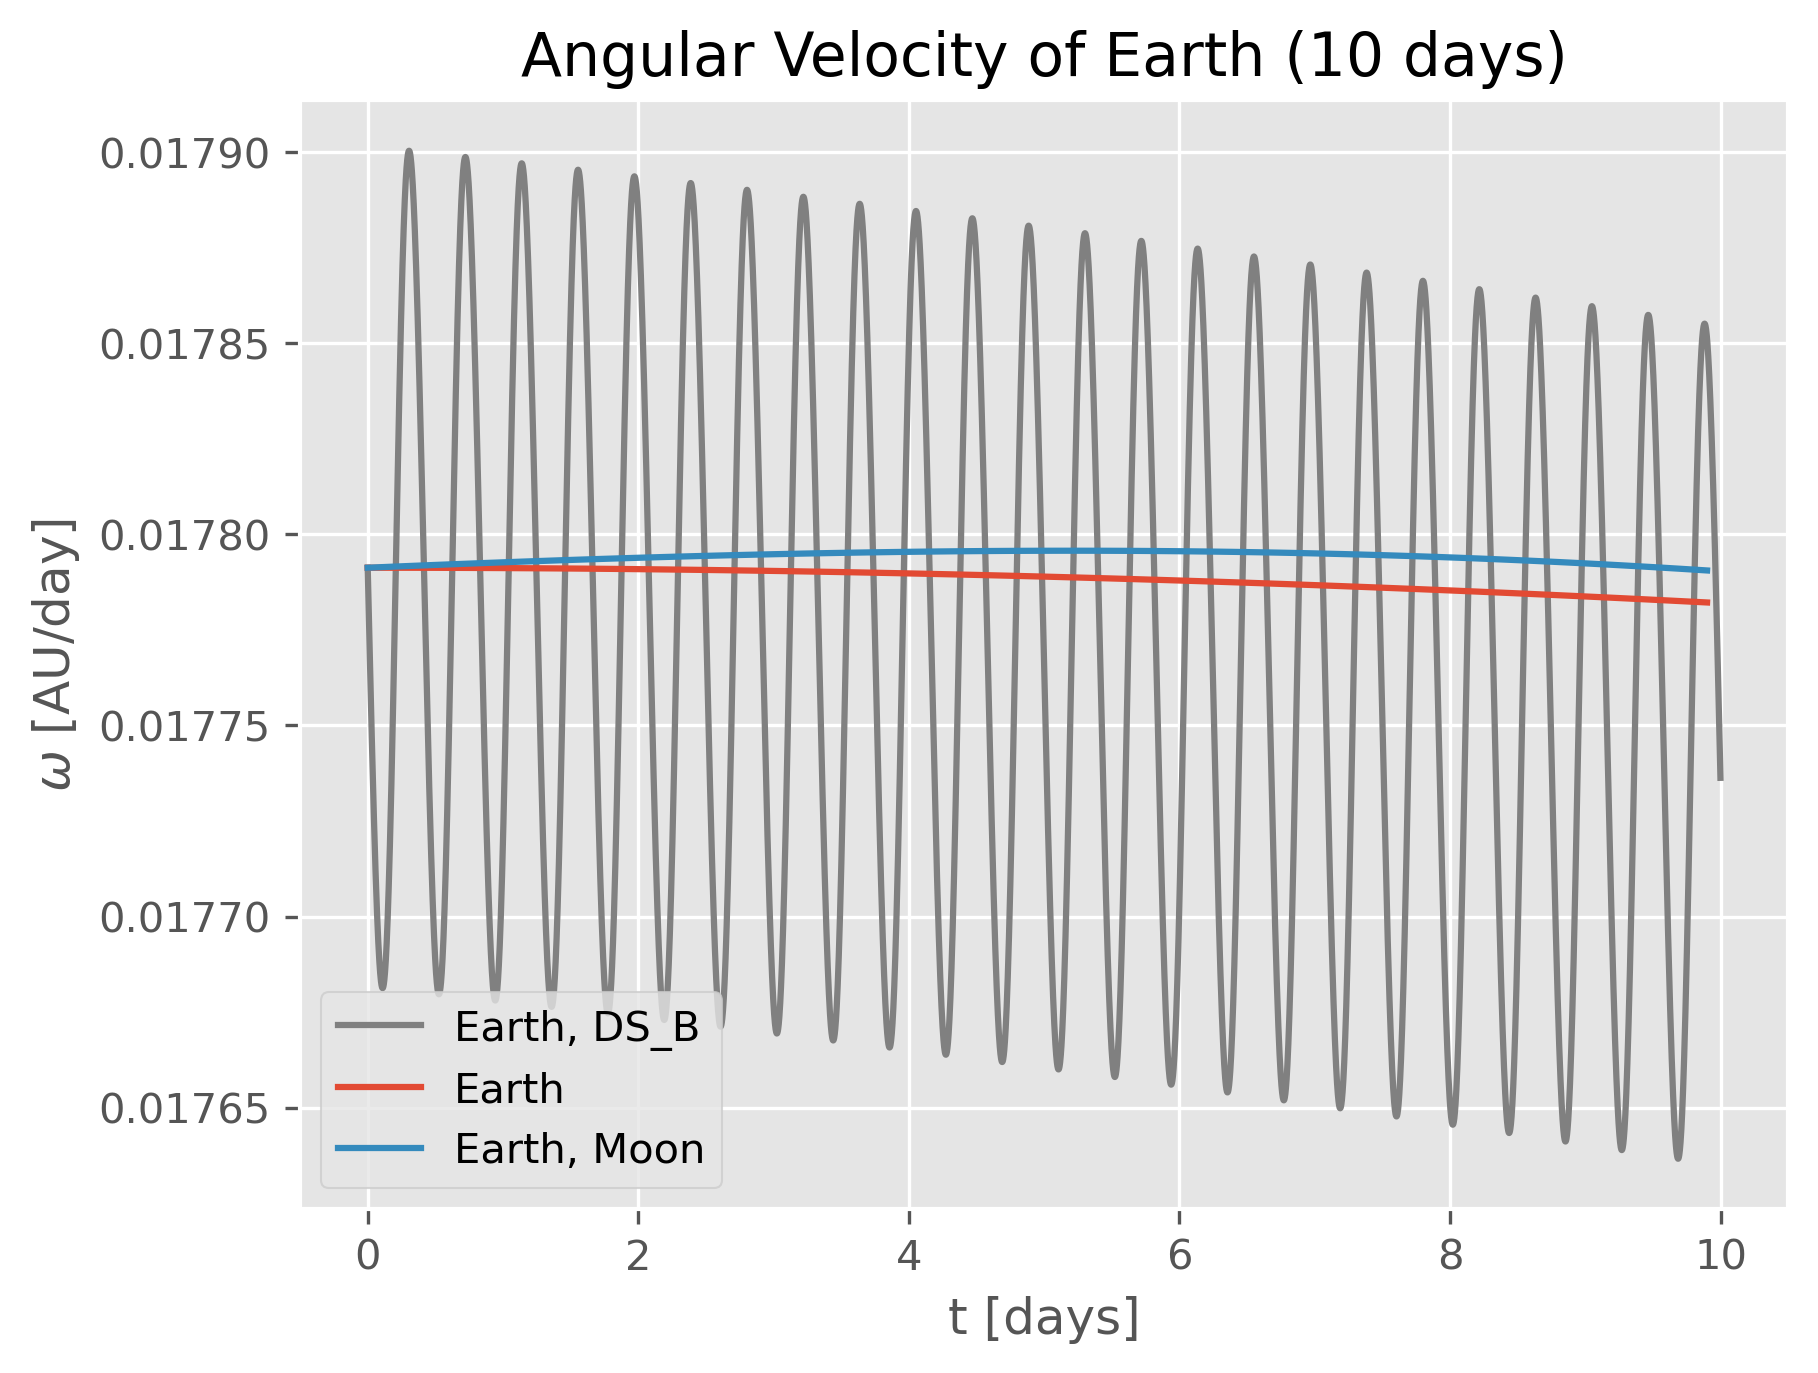 Angular Velocity of Earth (10 days)
0.01790
0.01785
0.01780
0.01775
0.01770
0.01765
ω [AU/day]
Earth, DS_B
Earth
Earth, Moon
0 2 4 6 8 10
t [days]